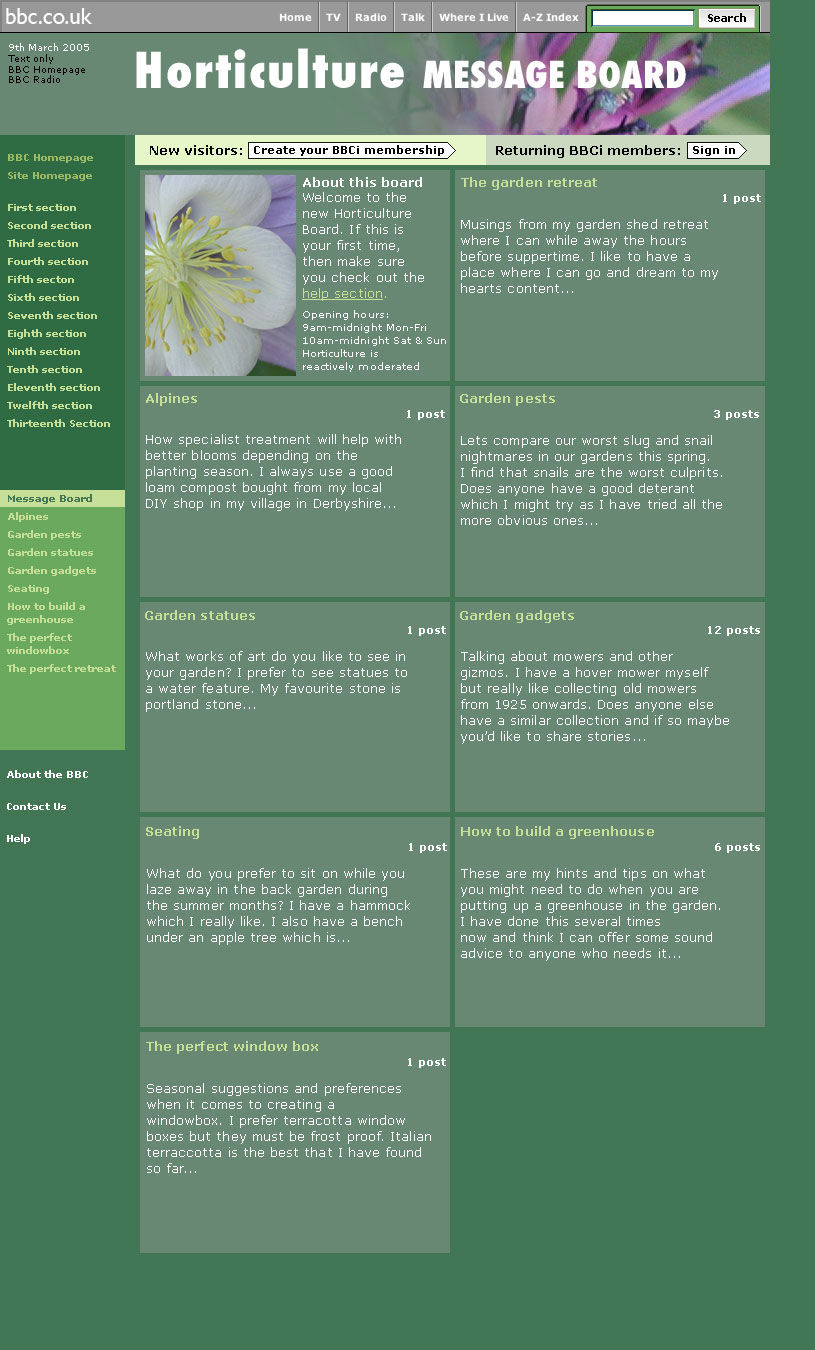 bbc.co.uk
Home
TV
Radio
Talk
Where I Live
A-Z Index
Search
9th March 2005
Text only
BBC Homepage
BBC Radio
Horticulture MESSAGE BOARD
New visitors: Create your BBCi membership
Returning BBCi members: Sign in
BBC Homepage
Site Homepage
First section
Second section
Third section
Fourth section
Fifth secton
Sixth section
Seventh section
Eighth section
Ninth section
Tenth section
Eleventh section
Twelfth section
Thirteenth Section
Message Board
Alpines
Garden pests
Garden statues
Garden gadgets
Seating
How to build a
greenhouse
The perfect
windowbox
The perfect retreat
About the BBC
Contact Us
Help
About this board
Welcome to the
new Horticulture
Board. If this is
your first time,
then make sure
you check out the
help section.
Opening hours:
9am-midnight Mon-Fri
10am-midnight Sat & Sun
Horticulture is
reactively moderated
The garden retreat
1 post
Musings from my garden shed retreat
where I can while away the hours
before suppertime. I like to have a
place where I can go and dream to my
hearts content...
Alpines
1 post
How specialist treatment will help with
better blooms depending on the
planting season. I always use a good
loam compost bought from my local
DIY shop in my village in Derbyshire...
Garden pests
3 posts
Lets compare our worst slug and snail
nightmares in our gardens this spring.
I find that snails are the worst culprits.
Does anyone have a good deterant
which I might try as I have tried all the
more obvious ones...
Garden statues
1 post
What works of art do you like to see in
your garden? I prefer to see statues to
a water feature. My favourite stone is
portland stone...
Garden gadgets
12 posts
Talking about mowers and other
gizmos. I have a hover mower myself
but really like collecting old mowers
from 1925 onwards. Does anyone else
have a similar collection and if so maybe
you'd like to share stories...
Seating
1 post
What do you prefer to sit on while you
laze away in the back garden during
the summer months? I have a hammock
which I really like. I also have a bench
under an apple tree which is...
How to build a greenhouse
6 posts
These are my hints and tips on what
you might need to do when you are
putting up a greenhouse in the garden.
I have done this several times
now and think I can offer some sound
advice to anyone who needs it...
The perfect window box
1 post
Seasonal suggestions and preferences
when it comes to creating a
windowbox. I prefer terracotta window
boxes but they must be frost proof. Italian
terraccotta is the best that I have found
so far...